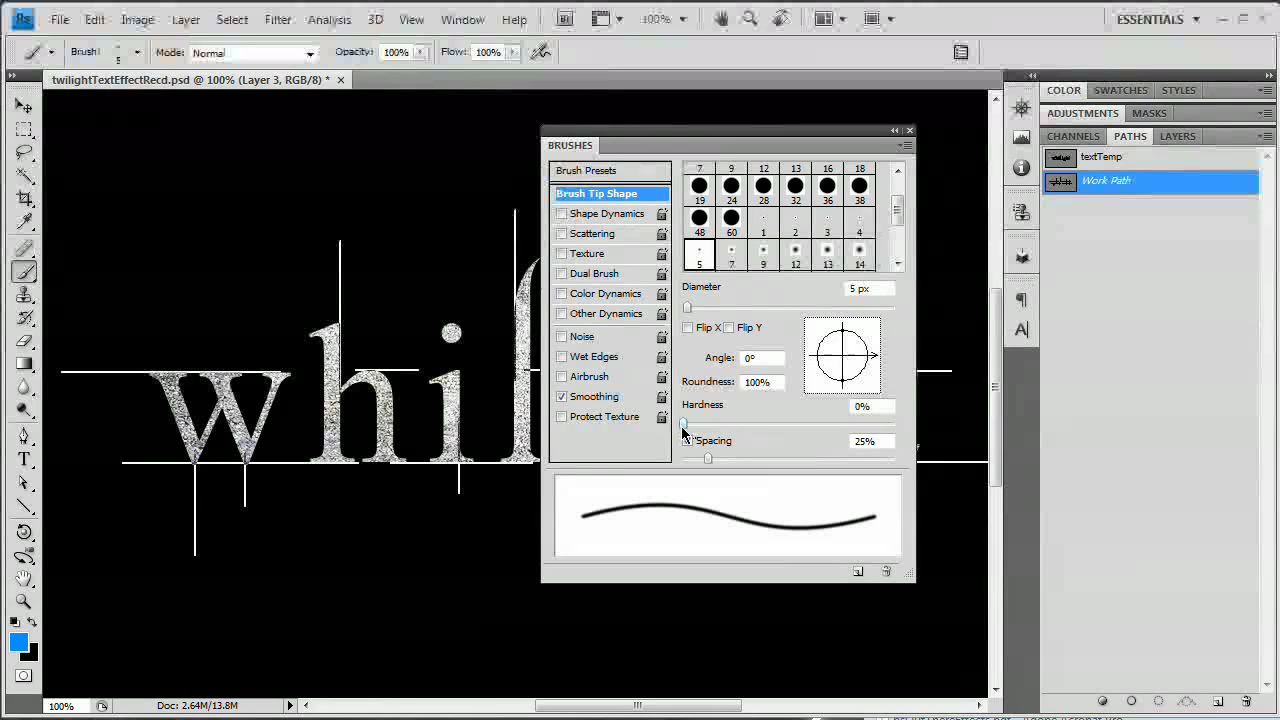 Ps File Edit Image Layer Select Filter Analysis 3D View Window Help Br 100% ESSENTIALS
Brush: 5 Mode: Normal Opacity: 100% Flow: 100%
twilightTextEffectRecd.psd @ 100% (Layer 3, RGB/8) *
COLOR SWATCHES STYLES
ADJUSTMENTS MASKS
CHANNELS PATHS LAYERS
textTemp
Work Path
BRUSHES
Brush Presets
Brush Tip Shape
Shape Dynamics
Scattering
Texture
Dual Brush
Color Dynamics
Other Dynamics
Noise
Wet Edges
Airbrush
Smoothing
Protect Texture
7 9 12 13 16 18
19 24 28 32 36 38
48 60 1 2 3 4
5 7 9 12 13 14
Diameter 5 px
Flip X Flip Y
Angle: 0°
Roundness: 100%
Hardness 0%
Spacing 25%
whil
100% Doc: 2.64M/13.8M